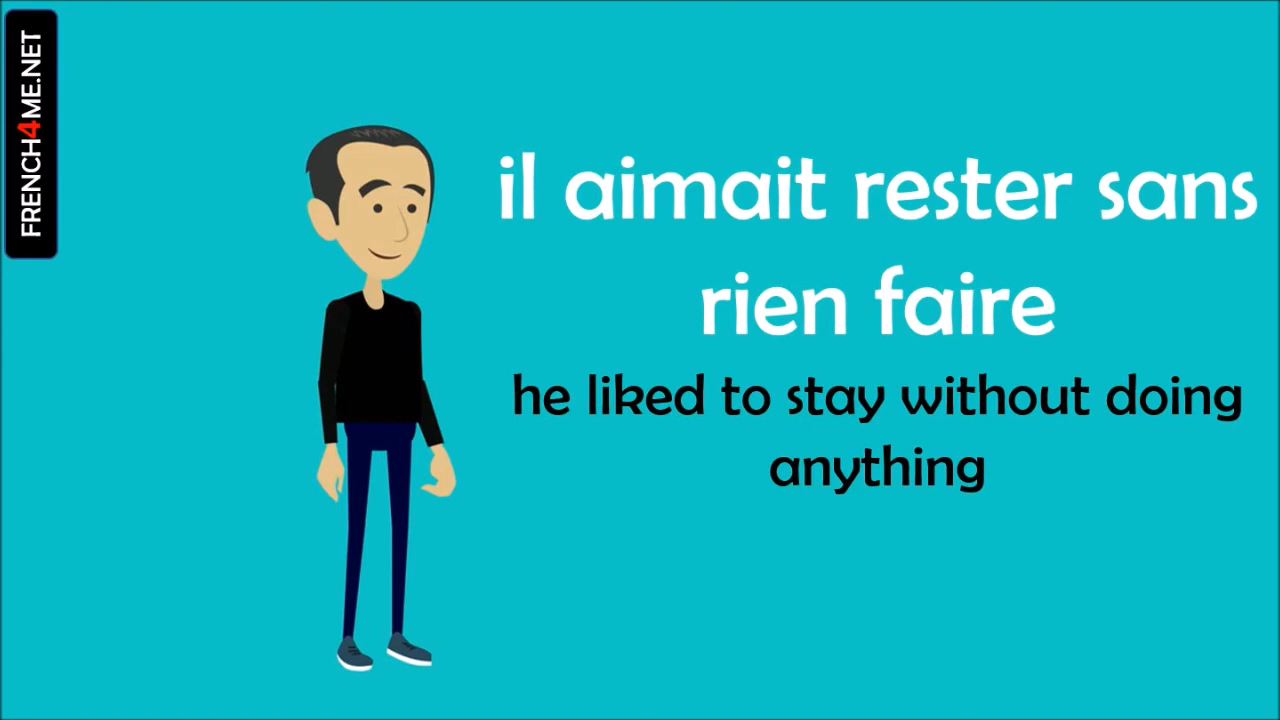 FRENCH4ME.NET
il aimait rester sans
rien faire
he liked to stay without doing
anything